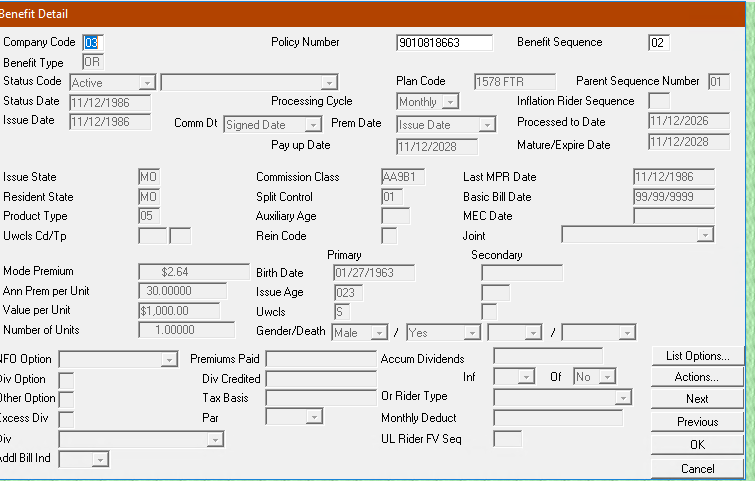 Benefit Detail
Company Code 03 Policy Number 9010818663 Benefit Sequence 02
Benefit Type OR
Status Code Active Plan Code 1578 FTR Parent Sequence Number 01
Status Date 11/12/1986 Processing Cycle Monthly Inflation Rider Sequence
Issue Date 11/12/1986 Comm Dt Signed Date Prem Date Issue Date Processed to Date 11/12/2026
Pay up Date 11/12/2028 Mature/Expire Date 11/12/2028
Issue State MO Commission Class AA9B1 Last MPR Date 11/12/1986
Resident State MO Split Control 01 Basic Bill Date 99/99/9999
Product Type 05 Auxiliary Age MEC Date
Uwcls Cd/Tp Rein Code Joint
Primary Secondary
Mode Premium $2.64 Birth Date 01/27/1963
Ann Prem per Unit 30.00000 Issue Age 023
Value per Unit $1,000.00 Uwcls S
Number of Units 1.00000 Gender/Death Male / Yes /
NFO Option Premiums Paid Accum Dividends List Options...
Div Option Div Credited Inf Of No Actions...
Other Option Tax Basis Or Rider Type Next
Excess Div Par Monthly Deduct Previous
Div UL Rider FV Seq OK
Addl Bill Ind Cancel